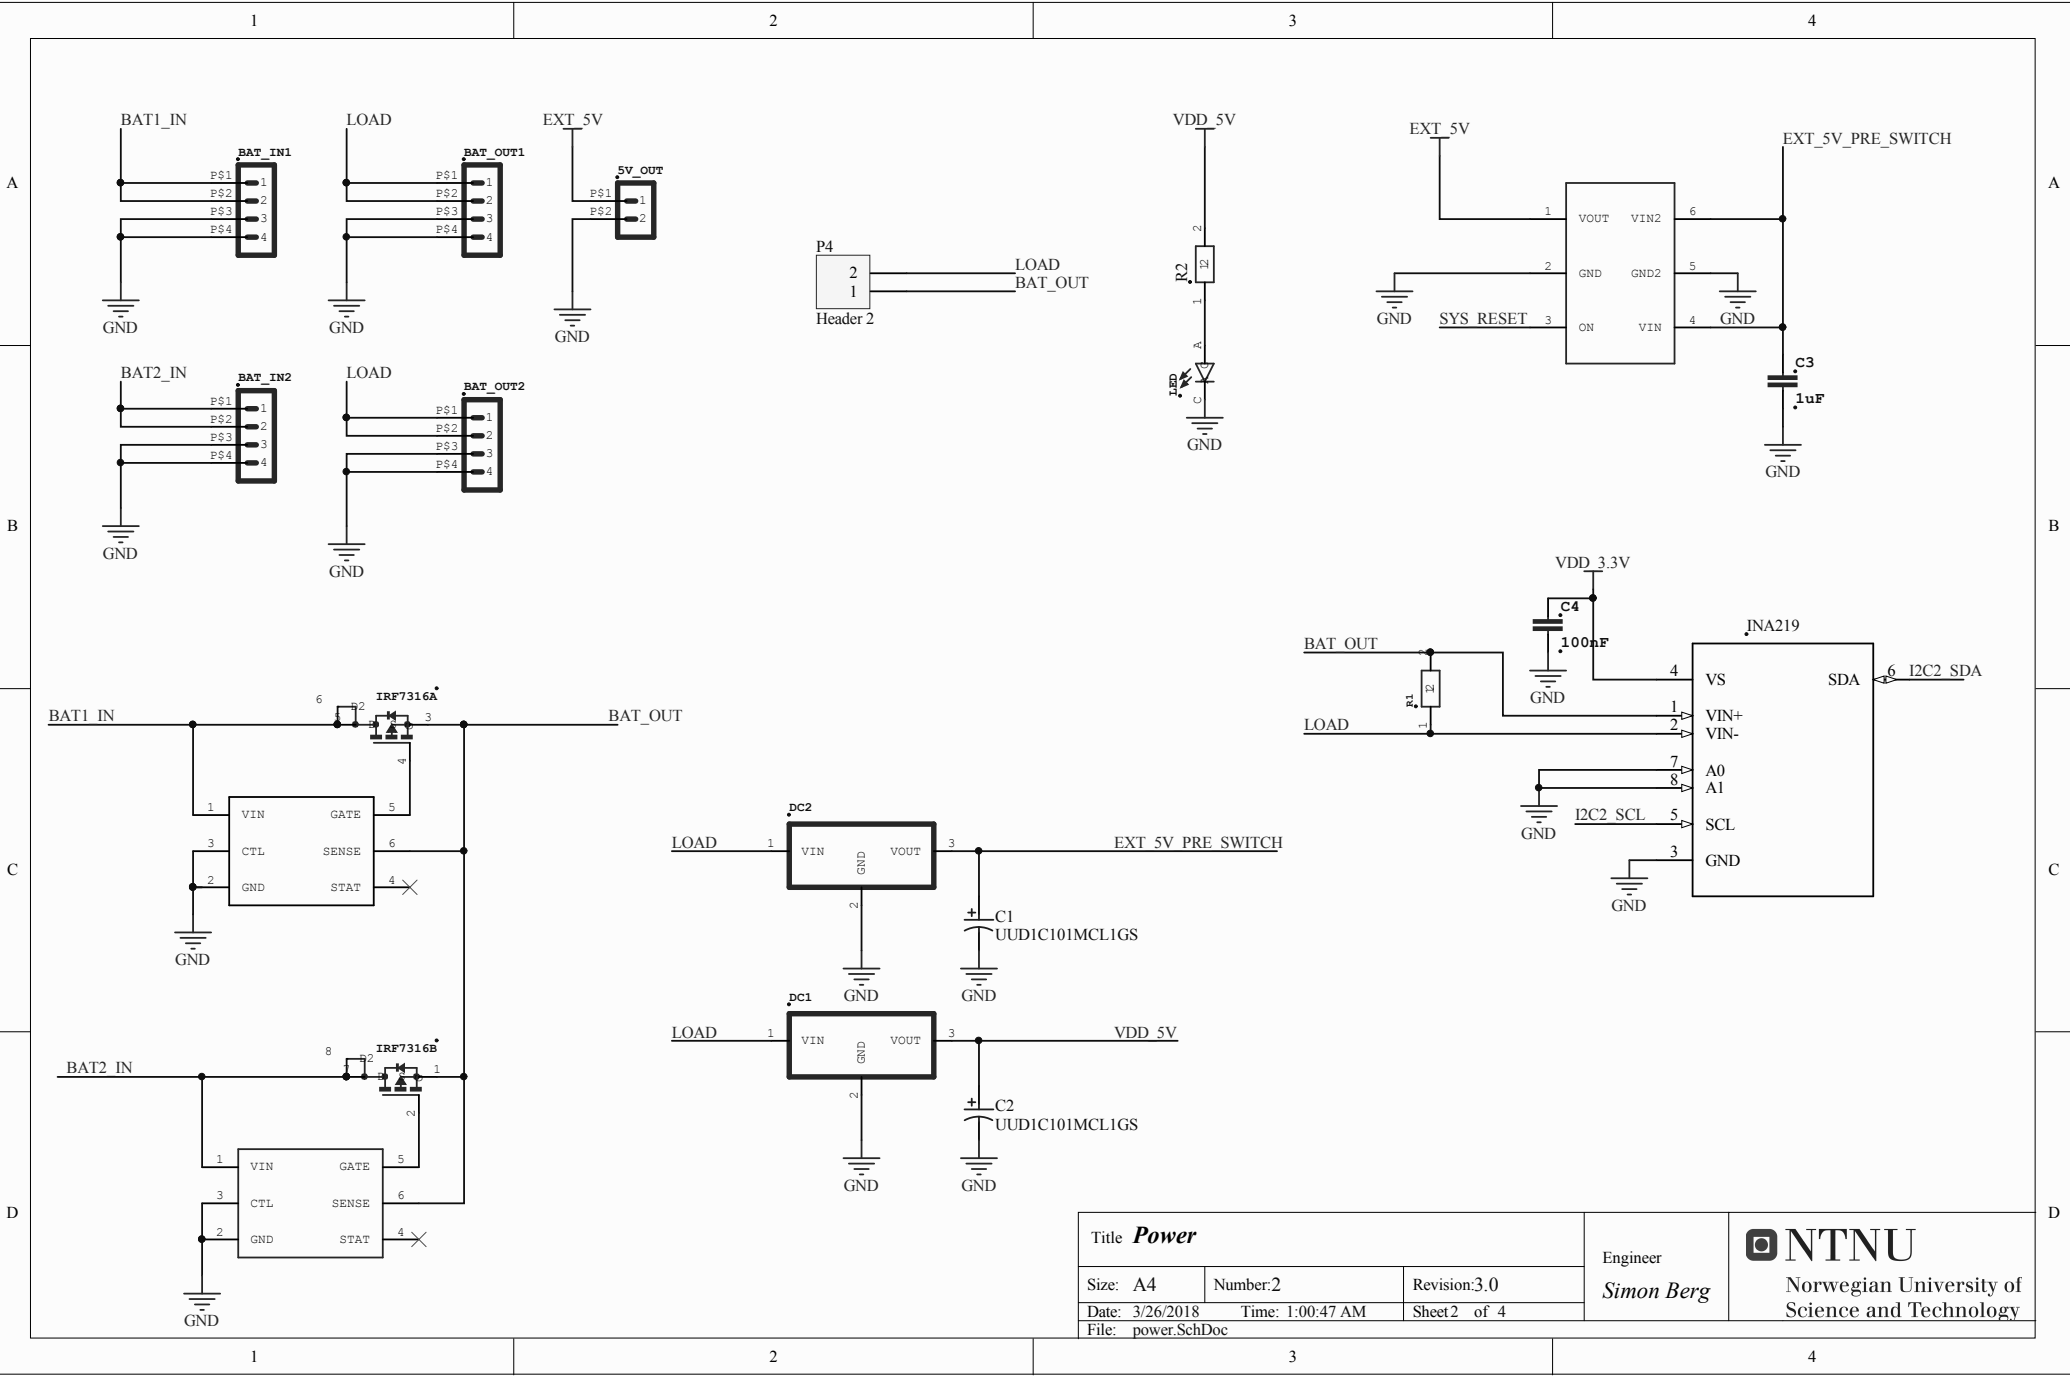 1 2 3 4
A A
B B
C C
D D
BAT1_IN
BAT_IN1
P$1 1
P$2 2
P$3 3
P$4 4
GND
LOAD
BAT_OUT1
P$1 1
P$2 2
P$3 3
P$4 4
GND
EXT_5V
5V_OUT
P$1 1
P$2 2
GND
P4
2 LOAD
1 BAT_OUT
Header 2
VDD_5V
2
R2
12
1
A
LED
C
GND
EXT_5V
EXT_5V_PRE_SWITCH
1 VOUT VIN2 6
2 GND GND2 5
GND
GND
SYS_RESET 3 ON VIN 4
C3
1uF
GND
BAT2_IN
BAT_IN2
P$1 1
P$2 2
P$3 3
P$4 4
GND
LOAD
BAT_OUT2
P$1 1
P$2 2
P$3 3
P$4 4
GND
VDD_3.3V
C4
100nF
GND
BAT_OUT
2
R1
12
1
LOAD
INA219
4 VS SDA 6 I2C2_SDA
1 VIN+
2 VIN-
7 A0
8 A1
GND
I2C2_SCL 5 SCL
3 GND
GND
BAT1_IN
6
5
D2
IRF7316A
3
4
BAT_OUT
1 VIN GATE 5
3 CTL SENSE 6
2 GND STAT 4
GND
BAT2_IN
8
7
D2
IRF7316B
1
2
1 VIN GATE 5
3 CTL SENSE 6
2 GND STAT 4
GND
DC2
LOAD 1 VIN GND VOUT 3 EXT_5V_PRE_SWITCH
2
C1
UUD1C101MCL1GS
GND GND
DC1
LOAD 1 VIN GND VOUT 3 VDD_5V
2
C2
UUD1C101MCL1GS
GND GND
Title Power
Size: A4 Number:2 Revision:3.0
Date: 3/26/2018 Time: 1:00:47 AM Sheet2 of 4
File: power.SchDoc
Engineer
Simon Berg
NTNU
Norwegian University of
Science and Technology
1 2 3 4